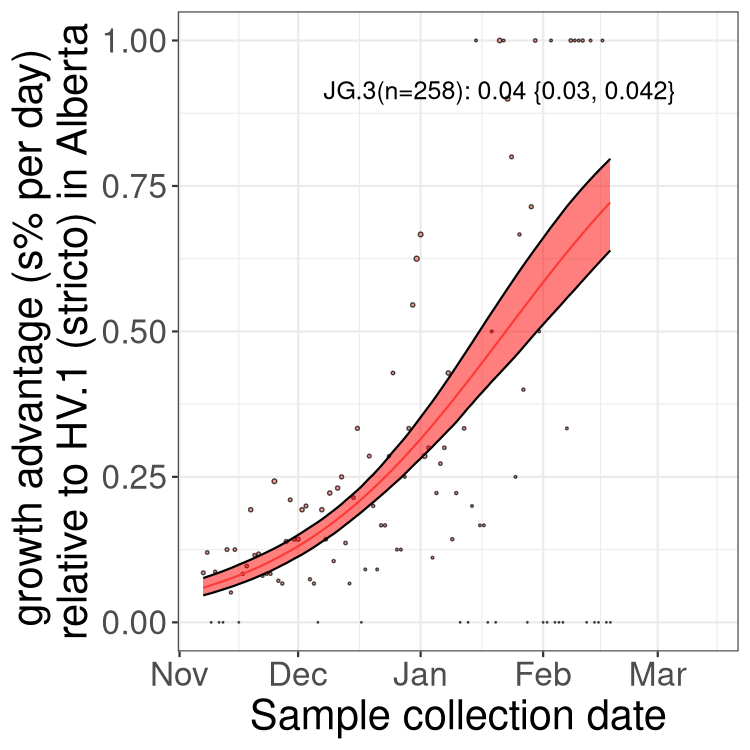 growth advantage (s% per day)
relative to HV.1 (stricto) in Alberta
1.00
0.75
0.50
0.25
0.00
JG.3(n=258): 0.04 {0.03, 0.042}
Nov Dec Jan Feb Mar
Sample collection date